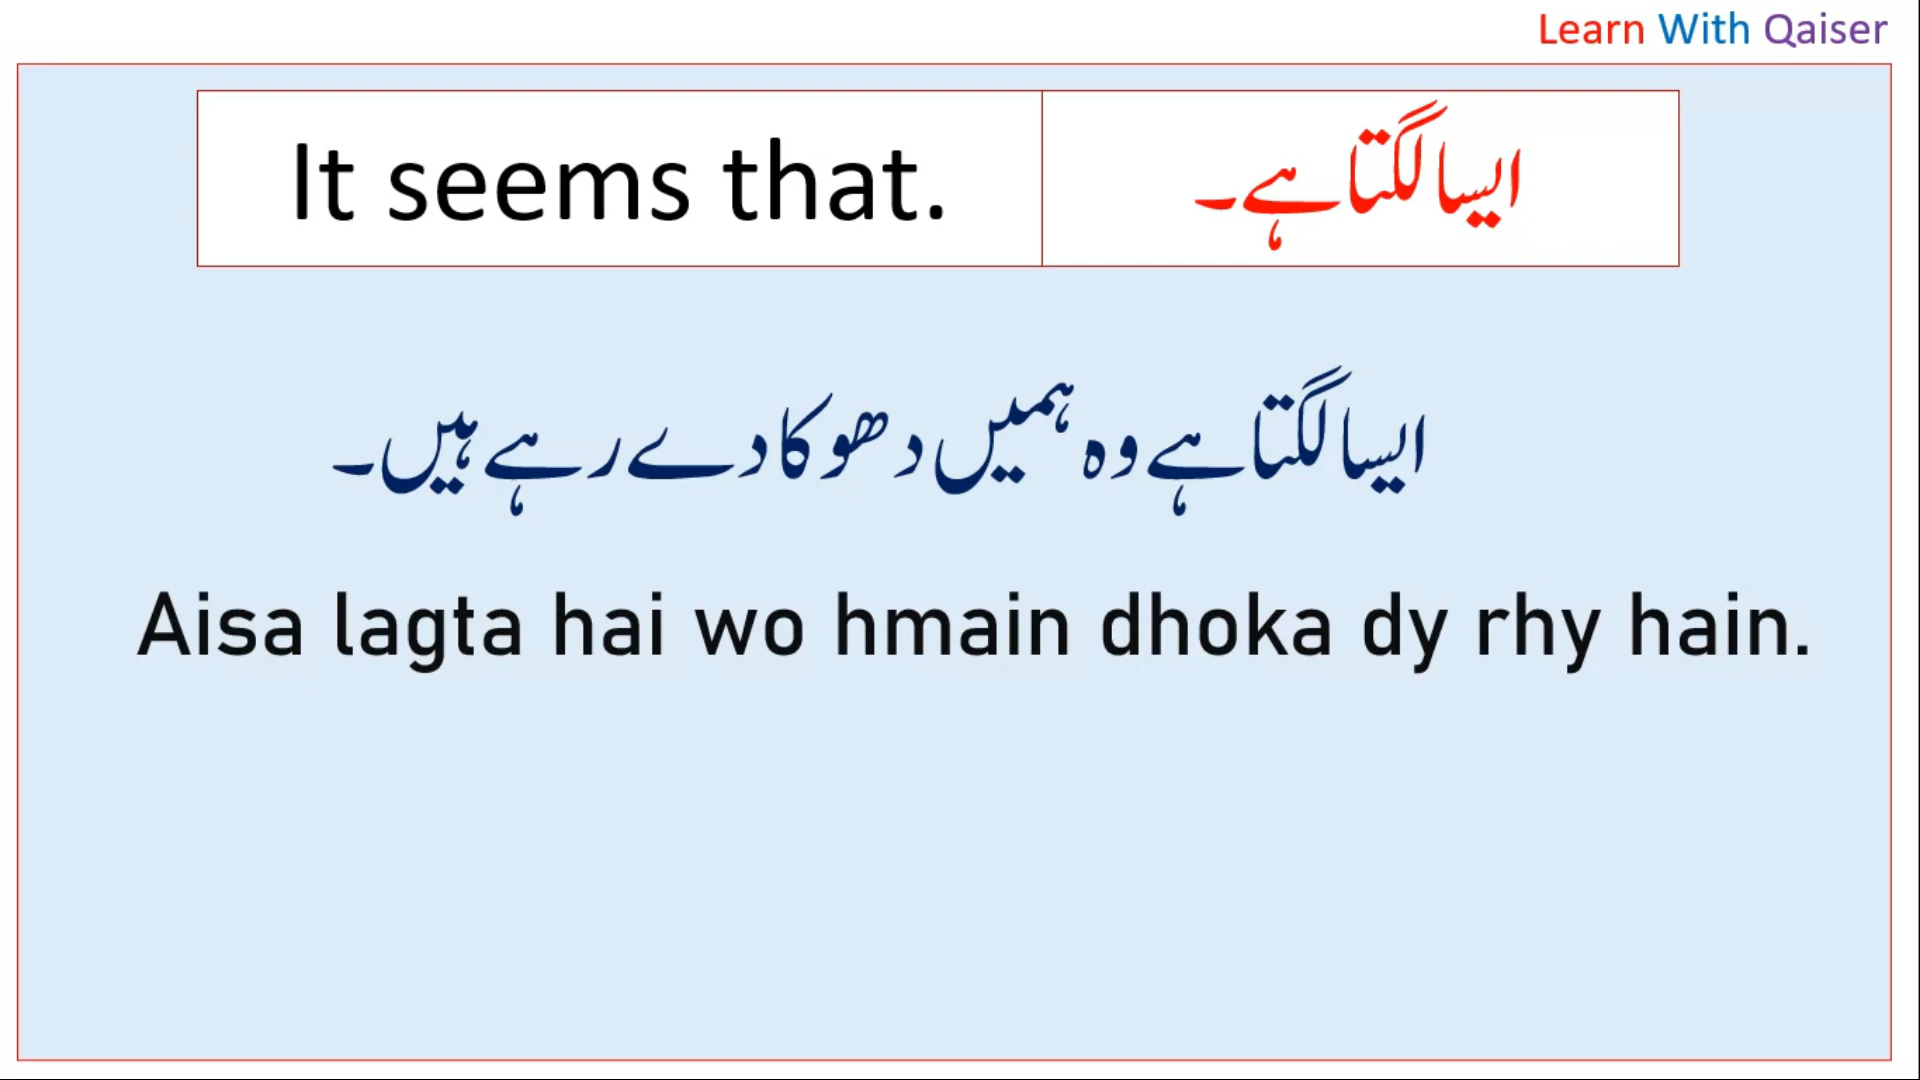 Learn With Qaiser
It seems that.
ایسا لگتا ہے۔
ایسا لگتا ہے وہ ہمیں دھوکا دے رہے ہیں۔
Aisa lagta hai wo hmain dhoka dy rhy hain.